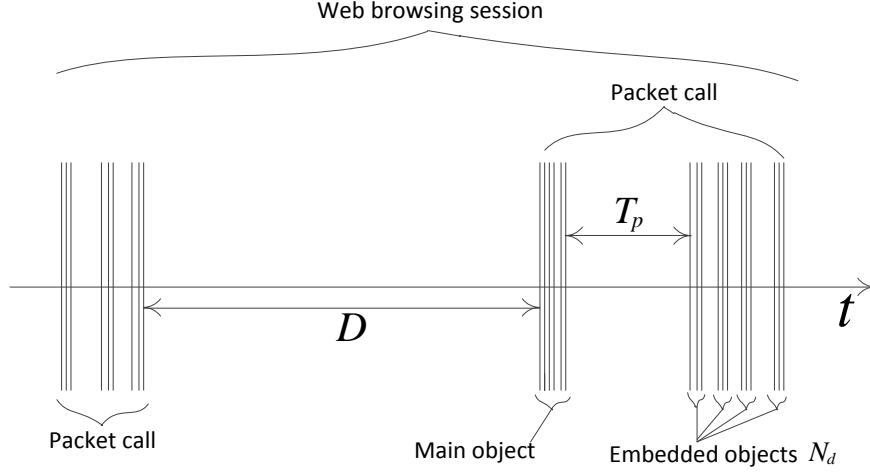 Web browsing session
Packet call
T_p
D
t
Packet call
Main object
Embedded objects N_d